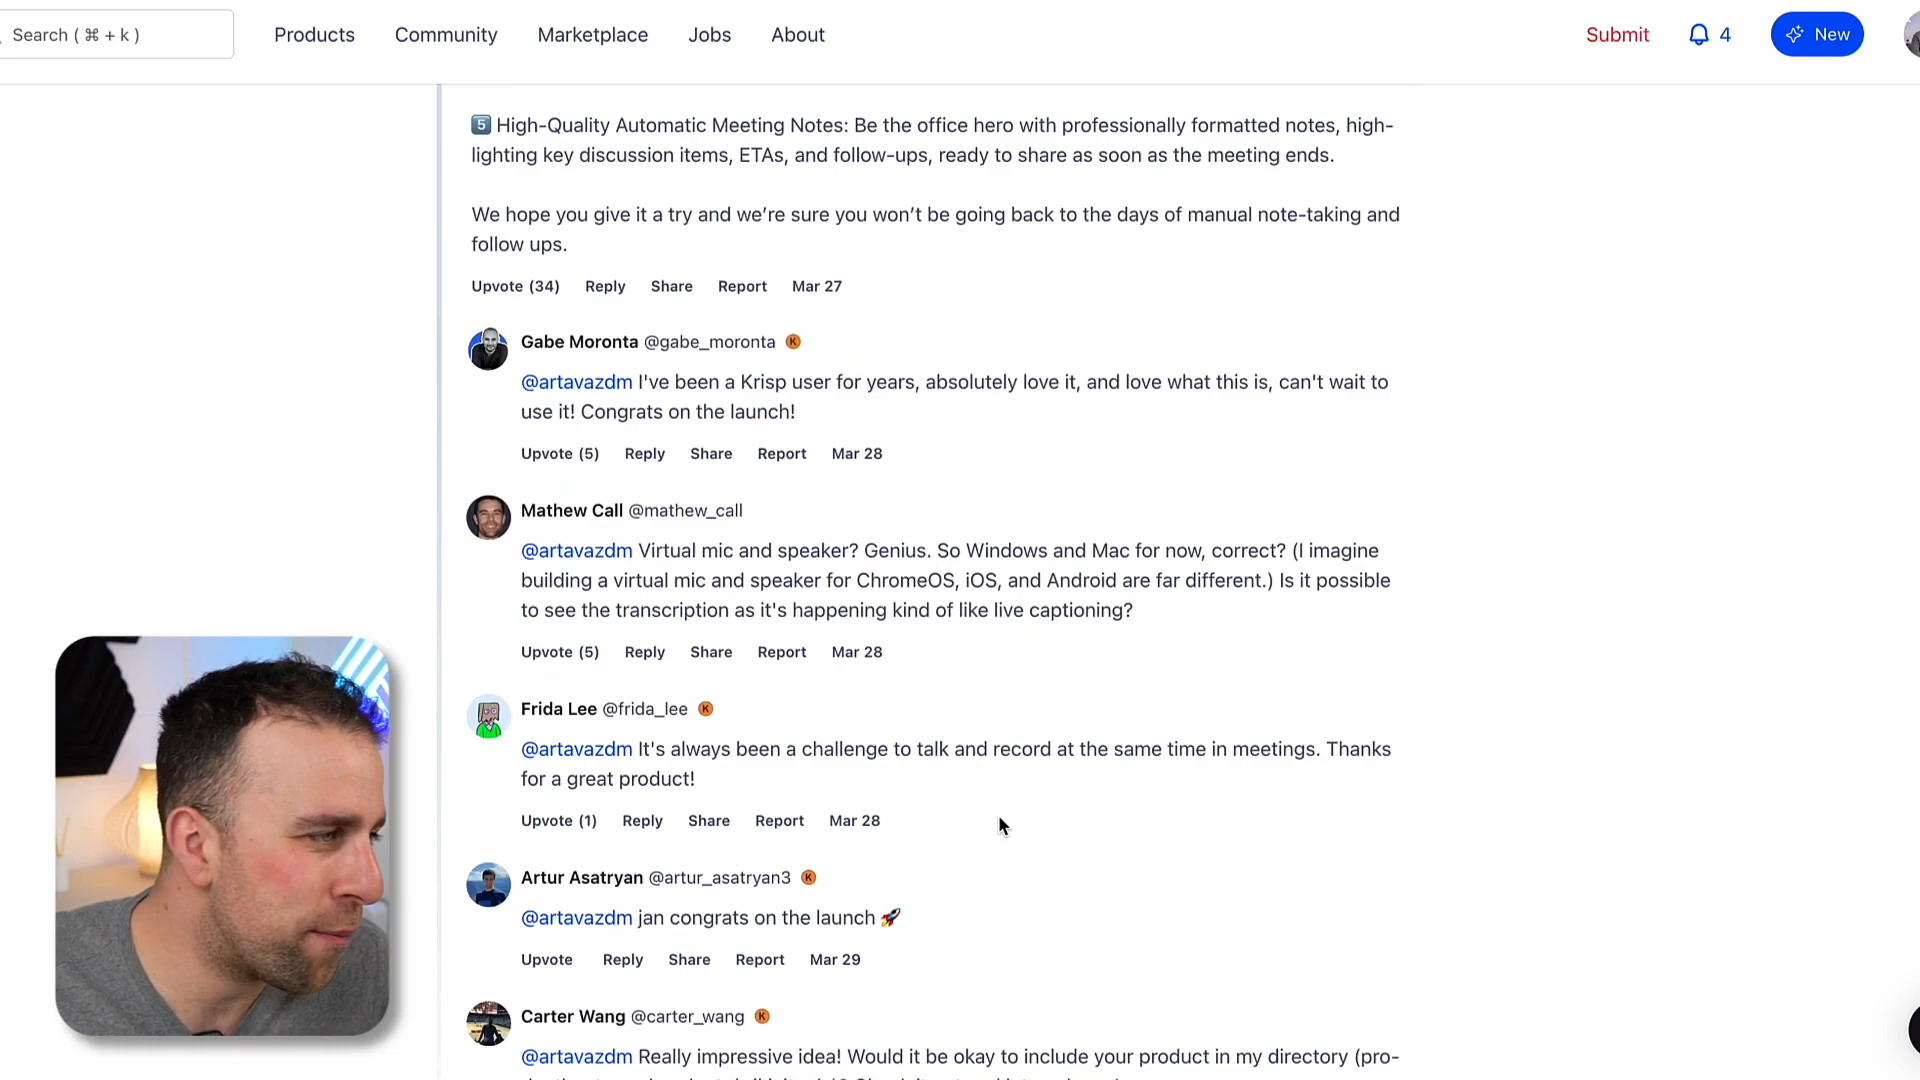 Search ( ⌘ + k )
Products
Community
Marketplace
Jobs
About
Submit
4
New
5 High-Quality Automatic Meeting Notes: Be the office hero with professionally formatted notes, high-
lighting key discussion items, ETAs, and follow-ups, ready to share as soon as the meeting ends.
We hope you give it a try and we’re sure you won’t be going back to the days of manual note-taking and
follow ups.
Upvote (34) Reply Share Report Mar 27
Gabe Moronta @gabe_moronta K
@artavazdm I've been a Krisp user for years, absolutely love it, and love what this is, can't wait to
use it! Congrats on the launch!
Upvote (5) Reply Share Report Mar 28
Mathew Call @mathew_call
@artavazdm Virtual mic and speaker? Genius. So Windows and Mac for now, correct? (I imagine
building a virtual mic and speaker for ChromeOS, iOS, and Android are far different.) Is it possible
to see the transcription as it's happening kind of like live captioning?
Upvote (5) Reply Share Report Mar 28
Frida Lee @frida_lee K
@artavazdm It's always been a challenge to talk and record at the same time in meetings. Thanks
for a great product!
Upvote (1) Reply Share Report Mar 28
Artur Asatryan @artur_asatryan3 K
@artavazdm jan congrats on the launch 🚀
Upvote Reply Share Report Mar 29
Carter Wang @carter_wang K
@artavazdm Really impressive idea! Would it be okay to include your product in my directory (pro-